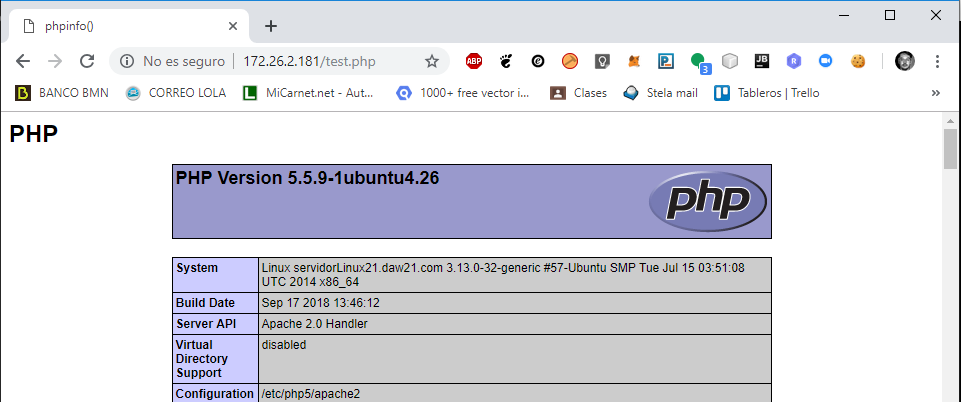 phpinfo()
No es seguro | 172.26.2.181/test.php
ABP
3
JB
R
BANCO BMN
CORREO LOLA
MiCarnet.net - Aut...
1000+ free vector i...
Clases
Stela mail
Tableros | Trello
»
PHP
PHP Version 5.5.9-1ubuntu4.26
php
System
Linux servidorLinux21.daw21.com 3.13.0-32-generic #57-Ubuntu SMP Tue Jul 15 03:51:08
UTC 2014 x86_64
Build Date
Sep 17 2018 13:46:12
Server API
Apache 2.0 Handler
Virtual
Directory
Support
disabled
Configuration
/etc/php5/apache2